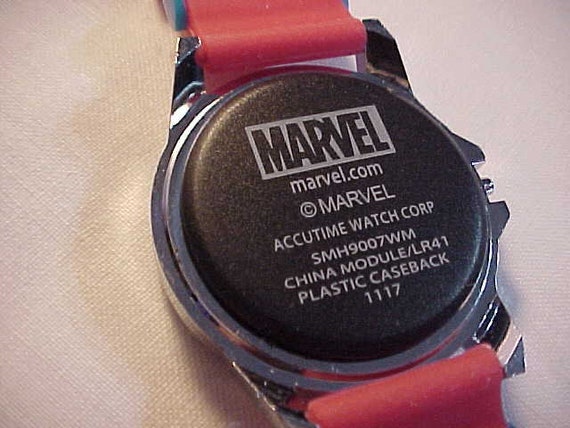 MARVEL
marvel.com
©MARVEL
ACCUTIME WATCH CORP
SMH9007WM
CHINA MODULE/LR41
PLASTIC CASEBACK
1117